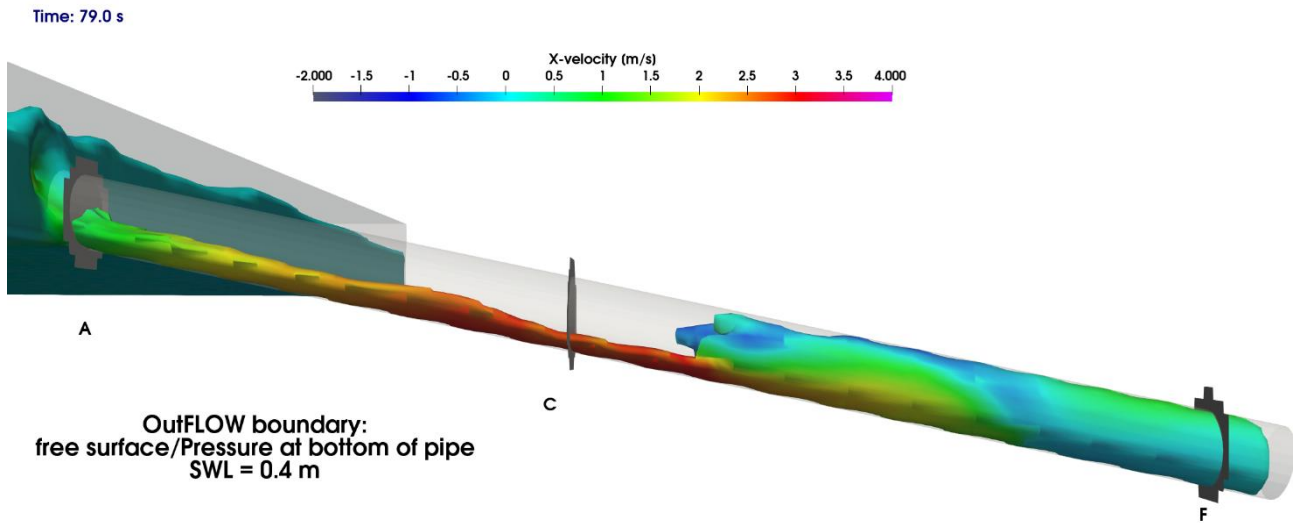 Time: 79.0 s
X-velocity (m/s)
-2.000 -1.5 -1 -0.5 0 0.5 1 1.5 2 2.5 3 3.5 4.000
A
C
F
OutFLOW boundary:
free surface/Pressure at bottom of pipe
SWL = 0.4 m